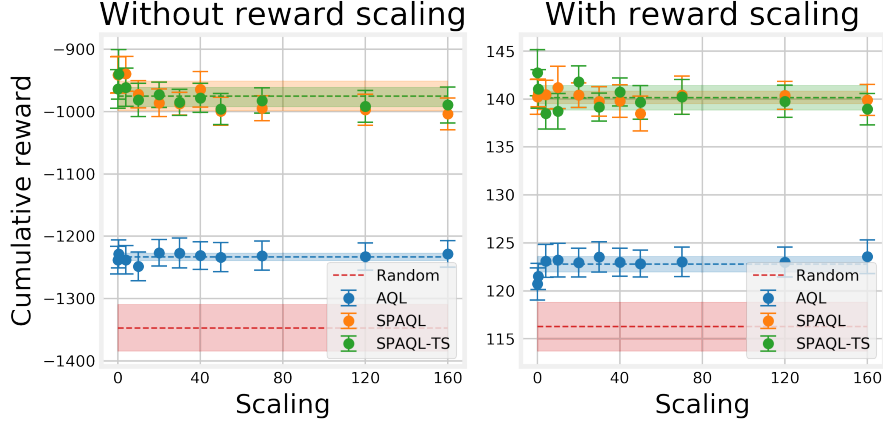 Without reward scaling
Cumulative reward
−900
−1000
−1100
−1200
−1300
−1400
0
40
80
120
160
Scaling
Random
AQL
SPAQL
SPAQL-TS
With reward scaling
145
140
135
130
125
120
115
0
40
80
120
160
Scaling
Random
AQL
SPAQL
SPAQL-TS